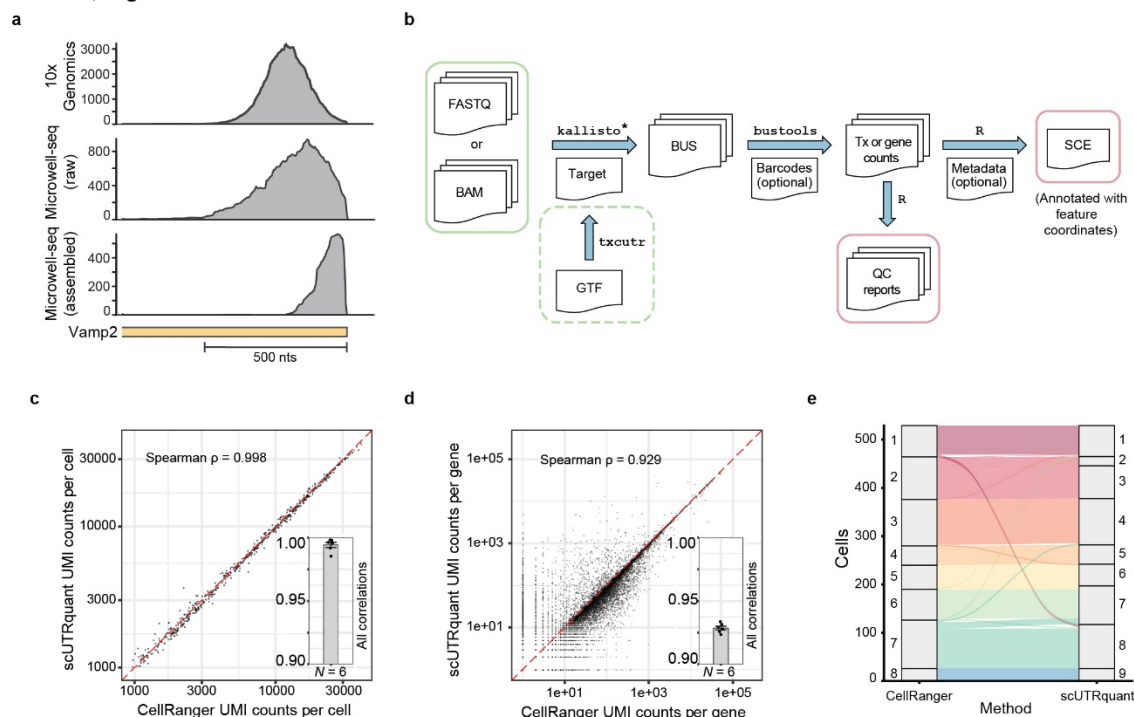 a
10x
Genomics
3000
2000
1000
0
Microwell-seq
(raw)
800
400
0
Microwell-seq
(assembled)
400
200
0
Vamp2
500 nts
b
FASTQ
or
BAM
kallisto*
Target
txcutr
GTF
BUS
bustools
Barcodes
(optional)
Tx or gene
counts
R
QC
reports
R
Metadata
(optional)
SCE
(Annotated with
feature
coordinates)
c
Spearman ρ = 0.998
scUTRquant UMI counts per cell
30000
10000
3000
1000
1000 3000 10000 30000
CellRanger UMI counts per cell
1.00
0.95
0.90
All correlations
N = 6
d
Spearman ρ = 0.929
scUTRquant UMI counts per gene
1e+05
1e+03
1e+01
1e+01 1e+03 1e+05
CellRanger UMI counts per gene
1.00
0.95
0.90
All correlations
N = 6
e
Cells
500
400
300
200
100
0
1
2
3
4
5
6
7
8
1
2
3
4
5
6
7
8
9
CellRanger
Method
scUTRquant